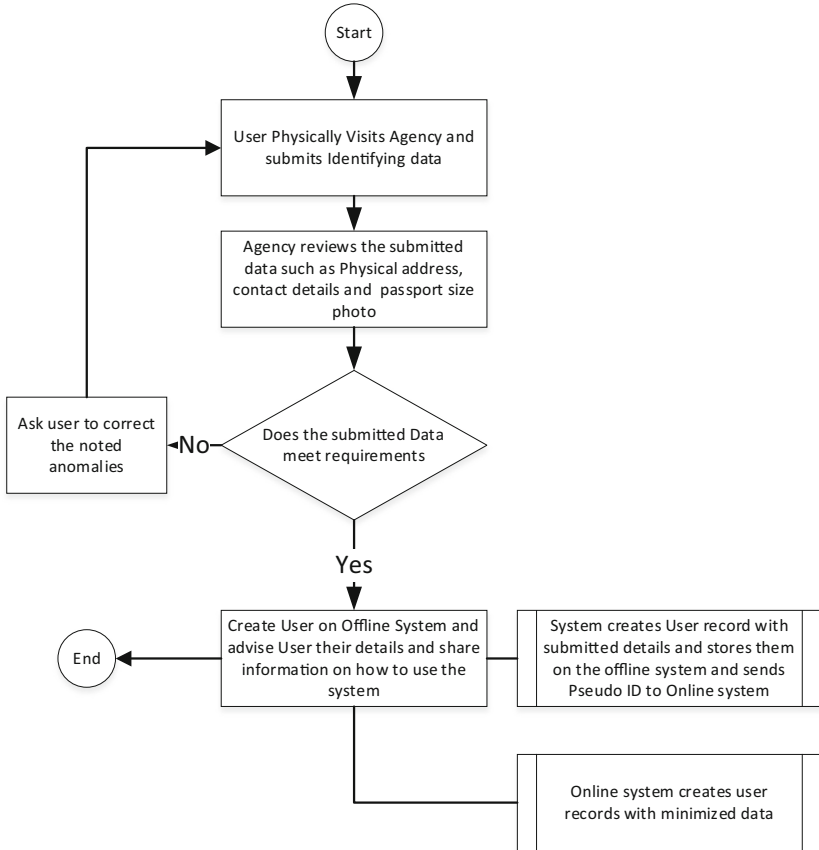 Start
User Physically Visits Agency and
submits Identifying data
Agency reviews the submitted
data such as Physical address,
contact details and passport size
photo
Does the submitted Data
meet requirements
No
Ask user to correct
the noted
anomalies
Yes
Create User on Offline System and
advise User their details and share
information on how to use the
system
End
System creates User record with
submitted details and stores them
on the offline system and sends
Pseudo ID to Online system
Online system creates user
records with minimized data